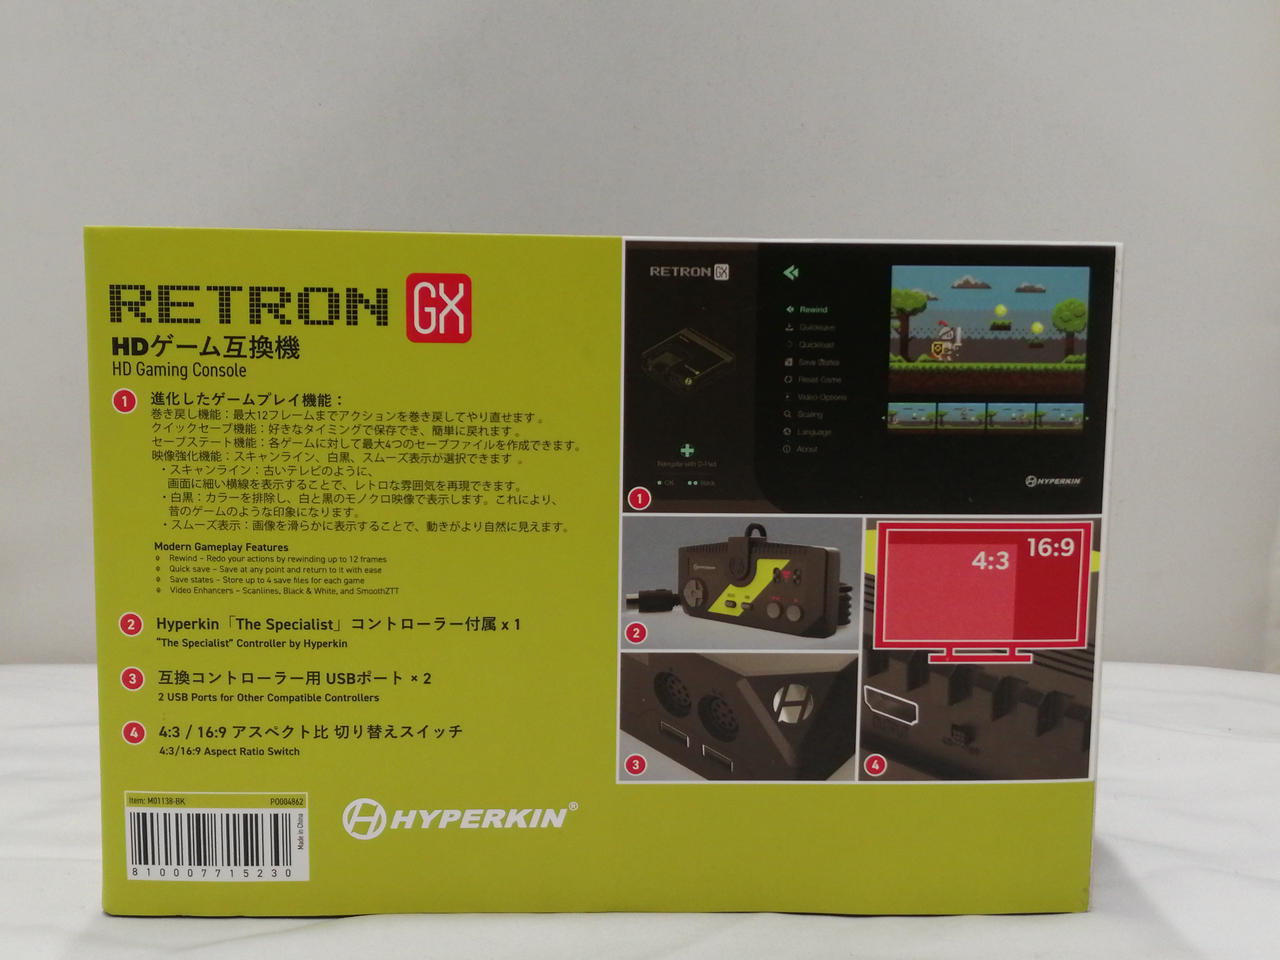 RETRON GX
HDゲーム互換機
HD Gaming Console
1 進化したゲームプレイ機能：
巻き戻し機能：最大12フレームまでアクションを巻き戻してやり直せます。
クイックセーブ機能：好きなタイミングで保存でき、簡単に戻れます。
セーブステート機能：各ゲームに対して最大4つのセーブファイルを作成できます。
映像強化機能：スキャンライン、白黒、スムーズ表示が選択できます 。
・スキャンライン：古いテレビのように、
画面に細い横線を表示することで、レトロな雰囲気を再現できます。
・白黒：カラーを排除し、白と黒のモノクロ映像で表示します。これにより、
昔のゲームのような印象になります。
・スムーズ表示：画像を滑らかに表示することで、動きがより自然に見えます。
Modern Gameplay Features
Rewind – Redo your actions by rewinding up to 12 frames
Quick save – Save at any point and return to it with ease
Save states – Store up to 4 save files for each game
Video Enhancers – Scanlines, Black & White, and SmoothZTT
2 Hyperkin「The Specialist」コントローラー付属 x 1
"The Specialist" Controller by Hyperkin
3 互換コントローラー用 USBポート × 2
2 USB Ports for Other Compatible Controllers
4 4:3 / 16:9 アスペクト比 切り替えスイッチ
4:3/16:9 Aspect Ratio Switch
Item: M01138-BK PO004862
Made in China
810007715230
HYPERKIN®
RETRON GX
Rewind
Quicksave
Quickload
Save States
Reset Game
Video Options
Scaling
Language
About
Navigate with D-Pad
OK Back
HYPERKIN
1
2
3
4:3
16:9
4